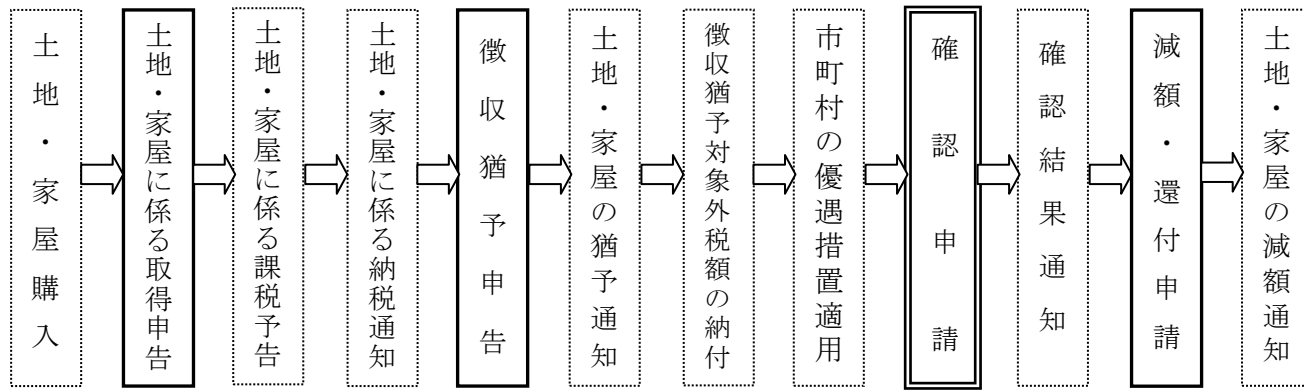 土地・家屋購入
土地・家屋に係る取得申告
土地・家屋に係る課税予告
土地・家屋に係る納税通知
徴収猶予申告
土地・家屋の猶予通知
徴収猶予対象外税額の納付
市町村の優遇措置適用
確認申請
確認結果通知
減額・還付申請
土地・家屋の減額通知